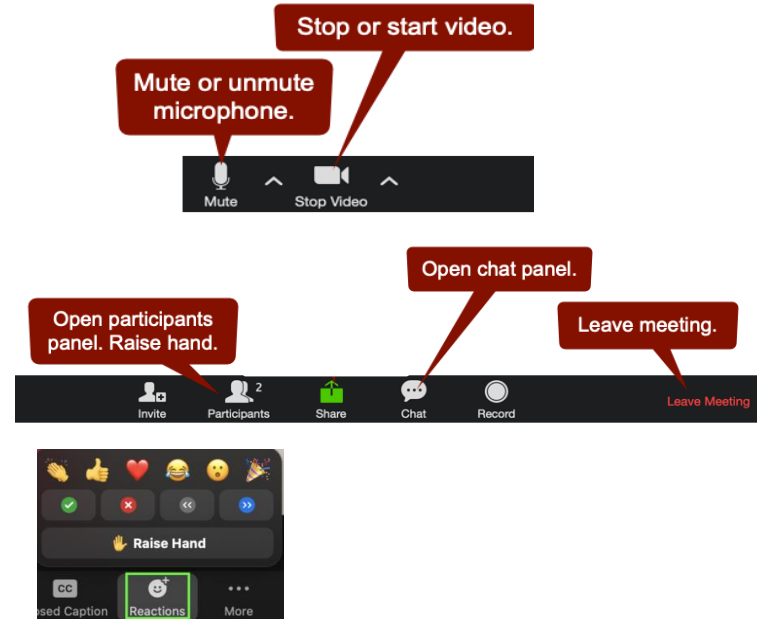 Stop or start video.
Mute or unmute
microphone.
Mute
Stop Video
Open chat panel.
Open participants
panel. Raise hand.
Leave meeting.
2
Invite
Participants
Share
Chat
Record
Leave Meeting
Raise Hand
CC
osed Caption
Reactions
More